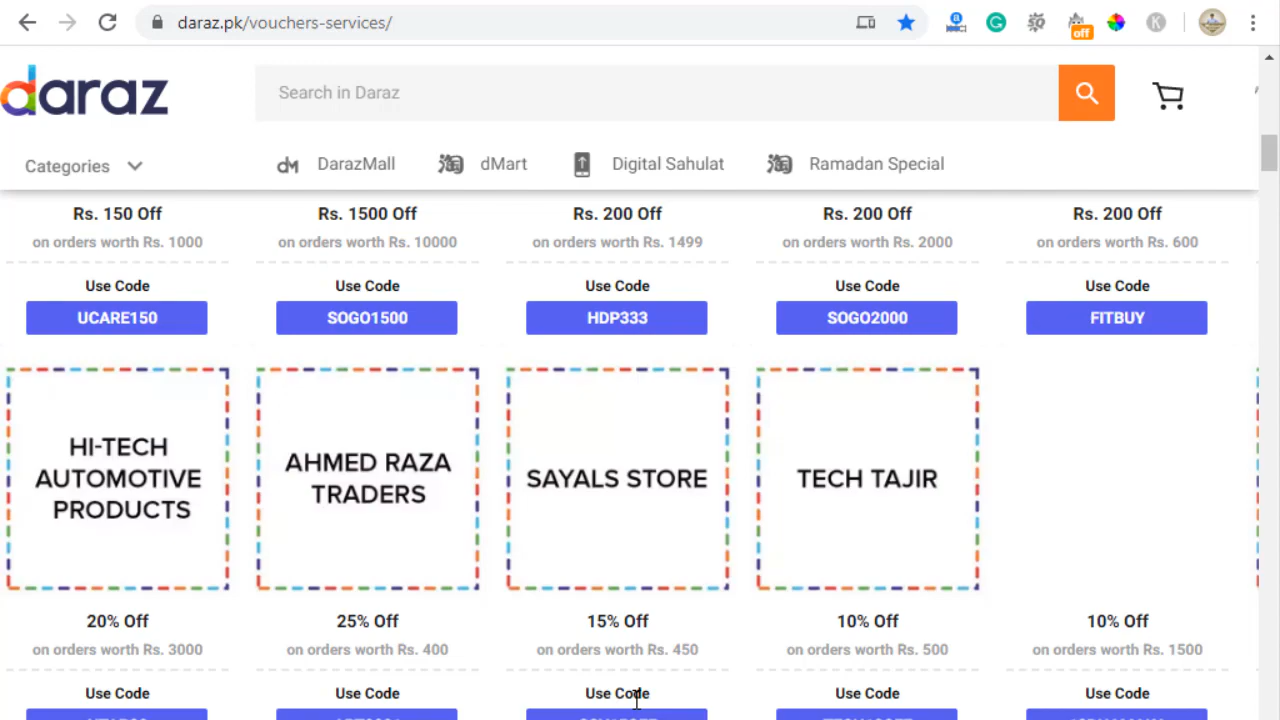 daraz.pk/vouchers-services/
off
K
daraz
Search in Daraz
Categories
DarazMall
dMart
Digital Sahulat
Ramadan Special
Rs. 150 Off
on orders worth Rs. 1000
Use Code
UCARE150
Rs. 1500 Off
on orders worth Rs. 10000
Use Code
SOGO1500
Rs. 200 Off
on orders worth Rs. 1499
Use Code
HDP333
Rs. 200 Off
on orders worth Rs. 2000
Use Code
SOGO2000
Rs. 200 Off
on orders worth Rs. 600
Use Code
FITBUY
HI-TECH
AUTOMOTIVE
PRODUCTS
20% Off
on orders worth Rs. 3000
Use Code
AHMED RAZA
TRADERS
25% Off
on orders worth Rs. 400
Use Code
SAYALS STORE
15% Off
on orders worth Rs. 450
Use Code
TECH TAJIR
10% Off
on orders worth Rs. 500
Use Code
10% Off
on orders worth Rs. 1500
Use Code